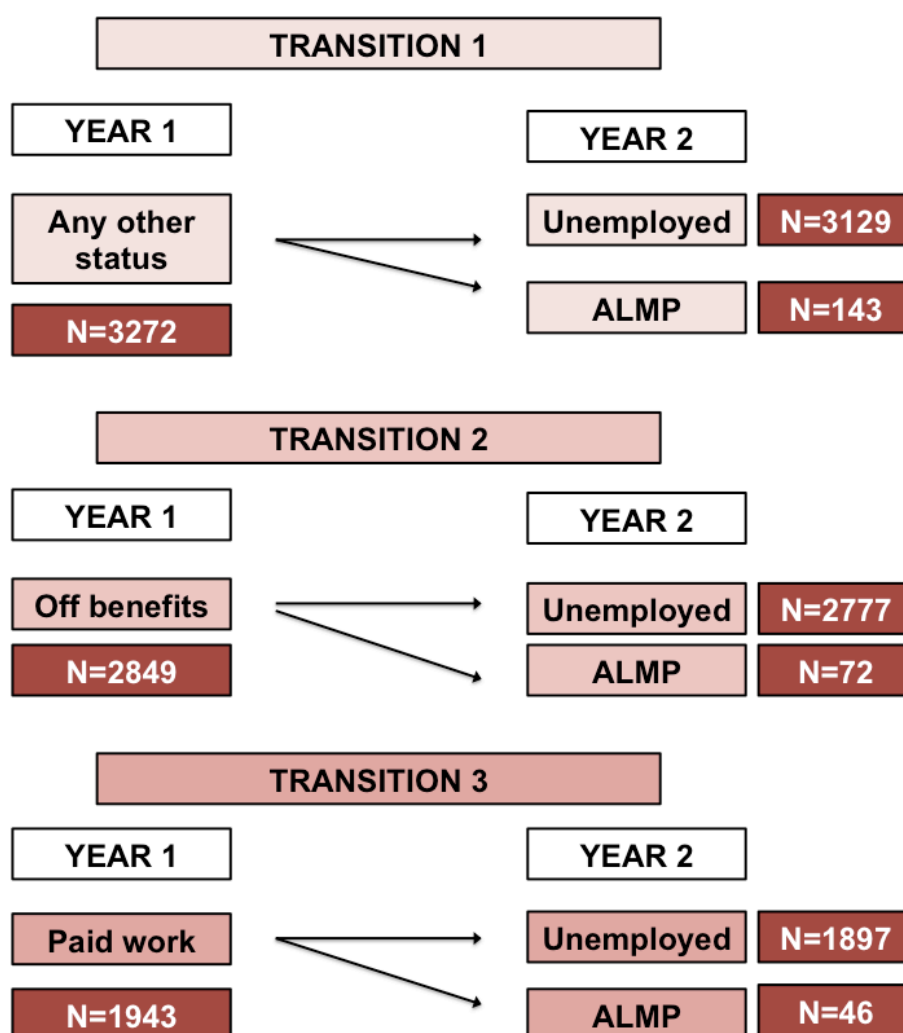 TRANSITION 1
YEAR 1
YEAR 2
Any other
status
Unemployed
N=3129
N=3272
ALMP
N=143
TRANSITION 2
YEAR 1
YEAR 2
Off benefits
Unemployed
N=2777
N=2849
ALMP
N=72
TRANSITION 3
YEAR 1
YEAR 2
Paid work
Unemployed
N=1897
N=1943
ALMP
N=46